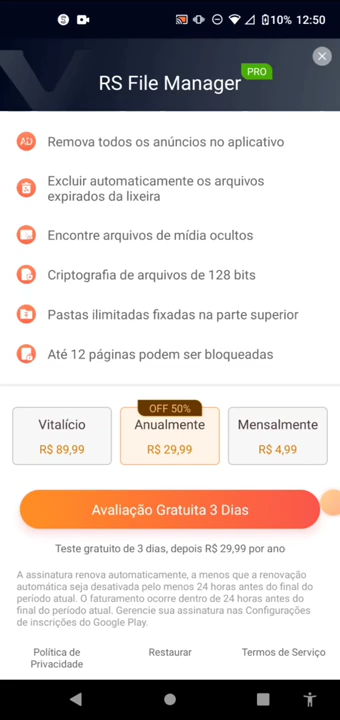 10% 12:50
RS File Manager PRO
AD Remova todos os anúncios no aplicativo
Excluir automaticamente os arquivos
expirados da lixeira
Encontre arquivos de mídia ocultos
Criptografia de arquivos de 128 bits
Pastas ilimitadas fixadas na parte superior
Até 12 páginas podem ser bloqueadas
OFF 50%
Vitalício Anualmente Mensalmente
R$ 89,99 R$ 29,99 R$ 4,99
Avaliação Gratuita 3 Dias
Teste gratuito de 3 dias, depois R$ 29,99 por ano
A assinatura renova automaticamente, a menos que a renovação
automática seja desativada pelo menos 24 horas antes do final do
período atual. O faturamento ocorre dentro de 24 horas antes do
final do período atual. Gerencie sua assinatura nas Configurações
de inscrições do Google Play.
Política de Privacidade Restaurar Termos de Serviço